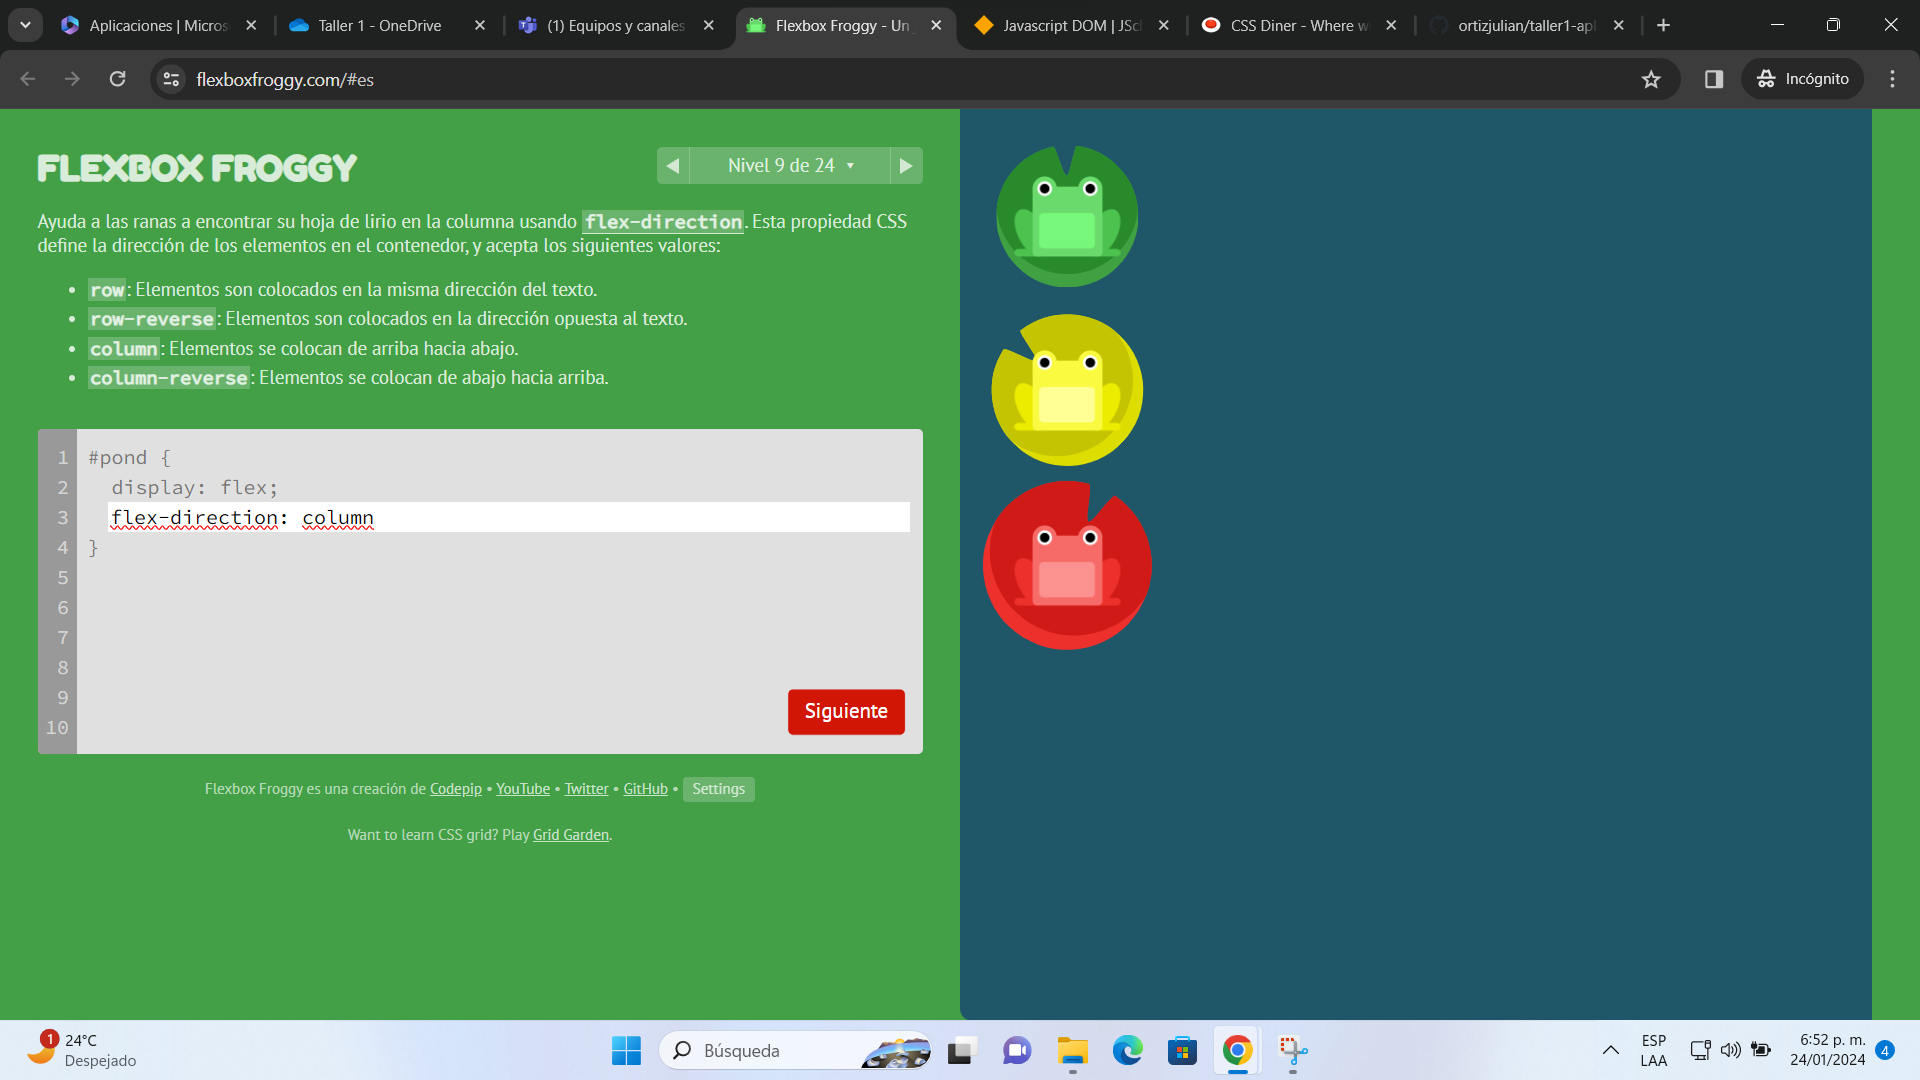 Aplicaciones | Micros
Taller 1 - OneDrive
(1) Equipos y canales
Flexbox Froggy - Un
Javascript DOM | JSc
CSS Diner - Where w
ortizjulian/taller1-apl
flexboxfroggy.com/#es
Incógnito
FLEXBOX FROGGY
Nivel 9 de 24
Ayuda a las ranas a encontrar su hoja de lirio en la columna usando flex-direction. Esta propiedad CSS
define la dirección de los elementos en el contenedor, y acepta los siguientes valores:
• row: Elementos son colocados en la misma dirección del texto.
• row-reverse: Elementos son colocados en la dirección opuesta al texto.
• column: Elementos se colocan de arriba hacia abajo.
• column-reverse: Elementos se colocan de abajo hacia arriba.
1 #pond {
2 display: flex;
3 flex-direction: column
4 }
5
6
7
8
9
10
Siguiente
Flexbox Froggy es una creación de Codepip • YouTube • Twitter • GitHub • Settings
Want to learn CSS grid? Play Grid Garden.
1
24°C
Despejado
Búsqueda
ESP
LAA
6:52 p. m.
24/01/2024
4